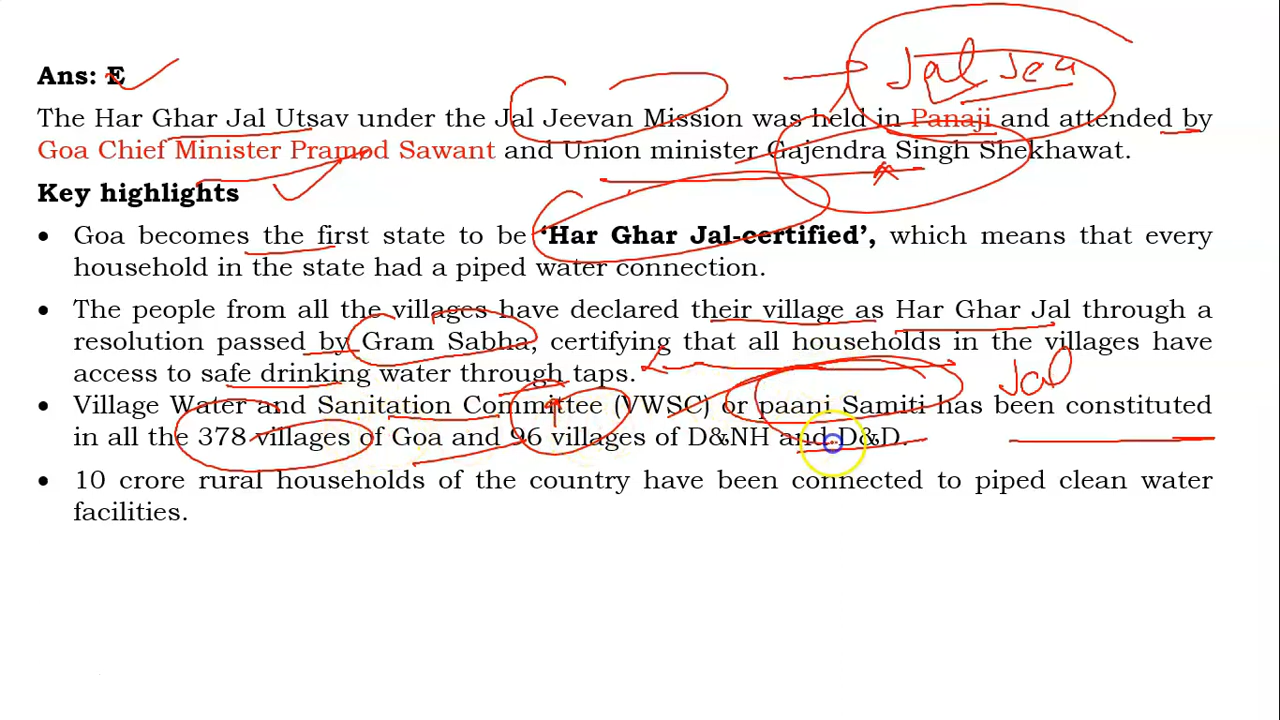 Jal Jee
Ans: E
The Har Ghar Jal Utsav under the Jal Jeevan Mission was held in Panaji and attended by
Goa Chief Minister Pramod Sawant and Union minister Gajendra Singh Shekhawat.
Key highlights
• Goa becomes the first state to be ‘Har Ghar Jal-certified’, which means that every
household in the state had a piped water connection.
• The people from all the villages have declared their village as Har Ghar Jal through a
resolution passed by Gram Sabha, certifying that all households in the villages have
access to safe drinking water through taps.
Jal
• Village Water and Sanitation Committee (VWSC) or paani Samiti has been constituted
in all the 378 villages of Goa and 96 villages of D&NH and D&D.
• 10 crore rural households of the country have been connected to piped clean water
facilities.